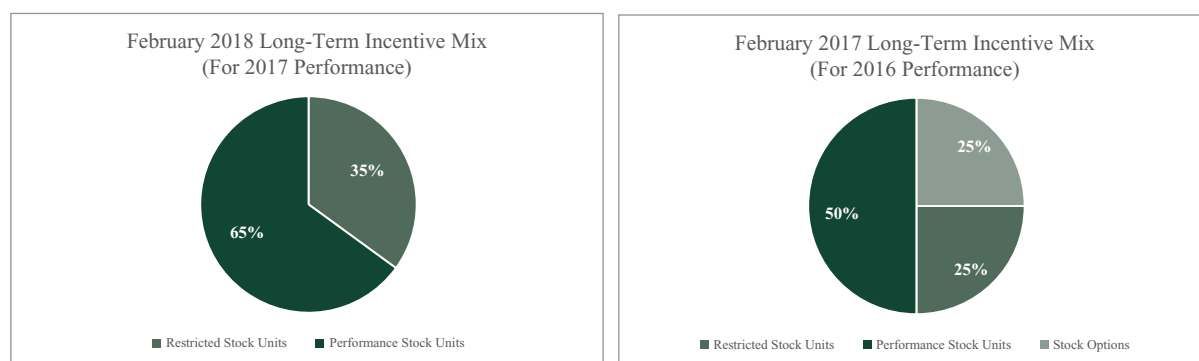 February 2018 Long-Term Incentive Mix
(For 2017 Performance)
35%
65%
Restricted Stock Units Performance Stock Units
February 2017 Long-Term Incentive Mix
(For 2016 Performance)
25%
50%
25%
Restricted Stock Units Performance Stock Units Stock Options